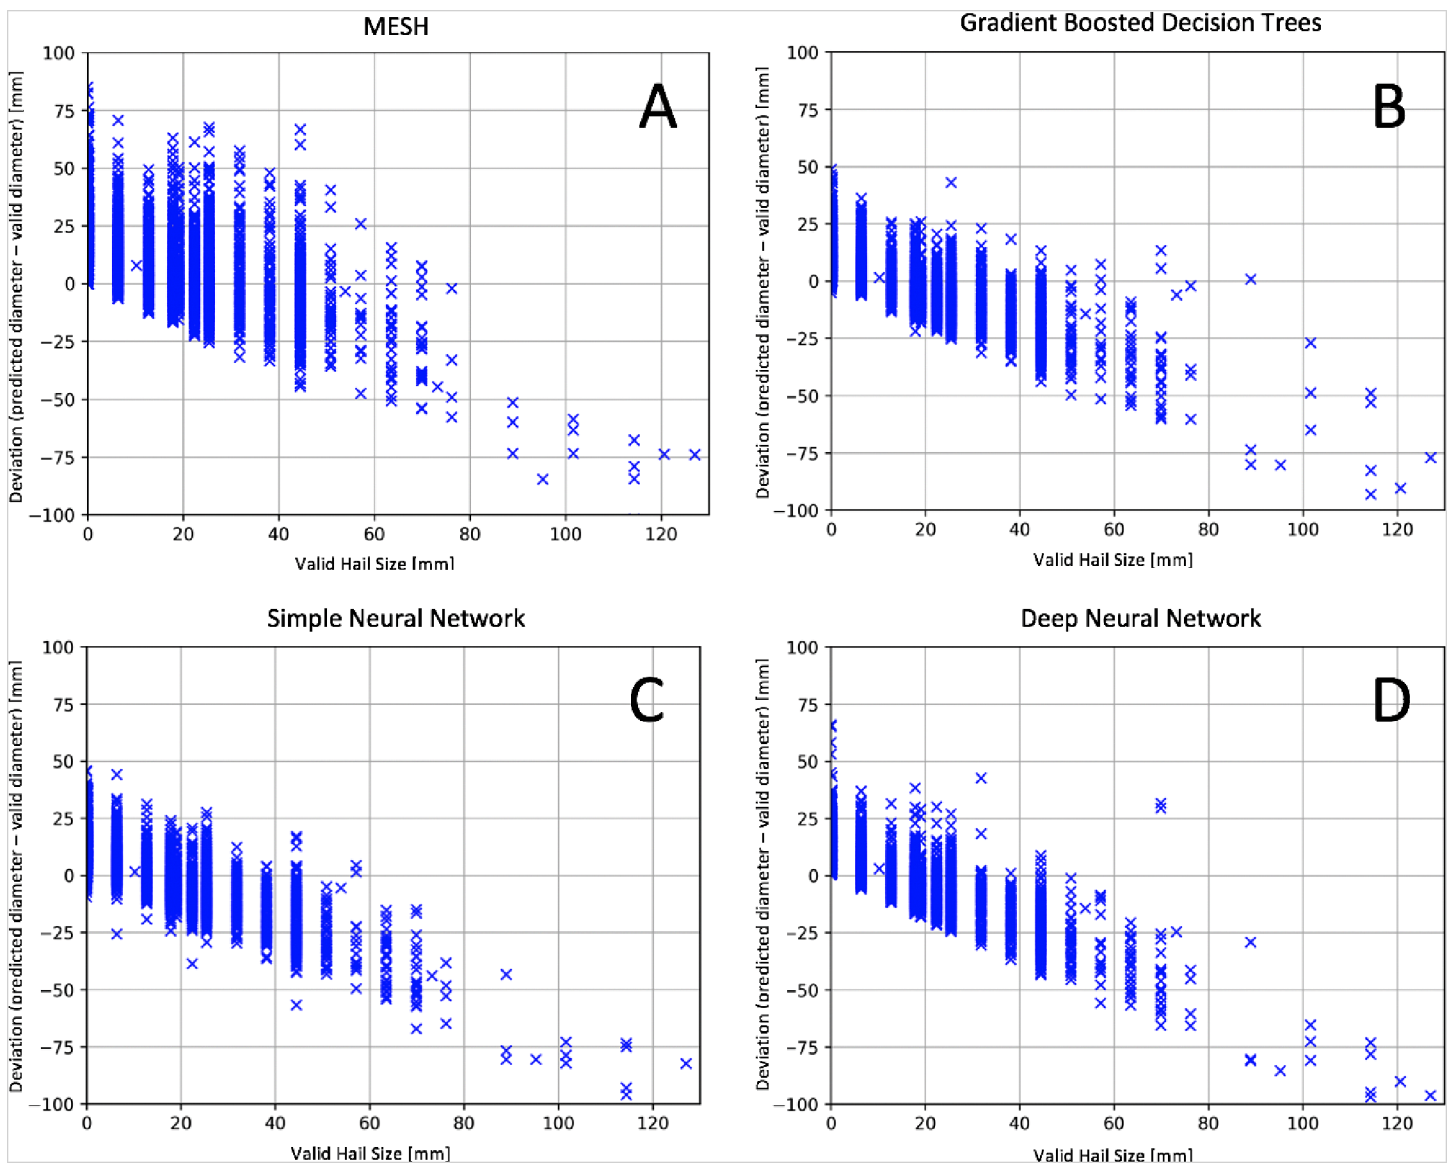 MESH
Deviation (predicted diameter – valid diameter) [mm]
100
75
50
25
0
−25
−50
−75
−100
A
0 20 40 60 80 100 120
Valid Hail Size [mm]
Gradient Boosted Decision Trees
Deviation (predicted diameter – valid diameter) [mm]
100
75
50
25
0
−25
−50
−75
−100
B
0 20 40 60 80 100 120
Valid Hail Size [mm]
Simple Neural Network
Deviation (predicted diameter – valid diameter) [mm]
100
75
50
25
0
−25
−50
−75
−100
C
0 20 40 60 80 100 120
Valid Hail Size [mm]
Deep Neural Network
Deviation (predicted diameter – valid diameter) [mm]
100
75
50
25
0
−25
−50
−75
−100
D
0 20 40 60 80 100 120
Valid Hail Size [mm]